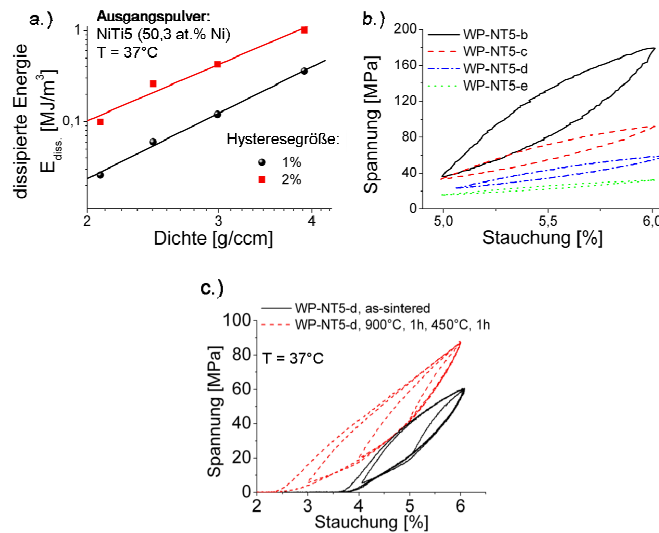 a.)
Ausgangspulver:
NiTi5 (50,3 at.% Ni)
T = 37°C
dissipierte Energie
E diss. [MJ/m³]
1
0,1
Hysteresegröße:
1%
2%
2
3
4
Dichte [g/ccm]
b.)
WP-NT5-b
WP-NT5-c
WP-NT5-d
WP-NT5-e
Spannung [MPa]
200
160
120
80
40
0
5,0
5,5
6,0
Stauchung [%]
c.)
WP-NT5-d, as-sintered
WP-NT5-d, 900°C, 1h, 450°C, 1h
T = 37°C
Spannung [MPa]
100
80
60
40
20
0
2
3
4
5
6
Stauchung [%]